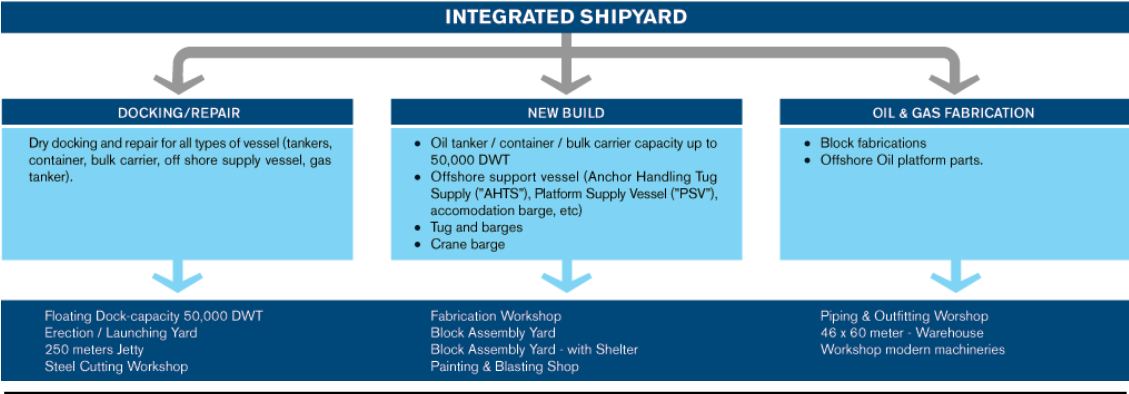 INTEGRATED SHIPYARD
DOCKING/REPAIR
Dry docking and repair for all types of vessel (tankers,
container, bulk carrier, off shore supply vessel, gas
tanker).
NEW BUILD
• Oil tanker / container / bulk carrier capacity up to
50,000 DWT
• Offshore support vessel (Anchor Handling Tug
Supply ("AHTS"), Platform Supply Vessel ("PSV"),
accomodation barge, etc)
• Tug and barges
• Crane barge
OIL & GAS FABRICATION
• Block fabrications
• Offshore Oil platform parts.
Floating Dock-capacity 50,000 DWT
Erection / Launching Yard
250 meters Jetty
Steel Cutting Workshop
Fabrication Workshop
Block Assembly Yard
Block Assembly Yard - with Shelter
Painting & Blasting Shop
Piping & Outfitting Worshop
46 x 60 meter - Warehouse
Workshop modern machineries